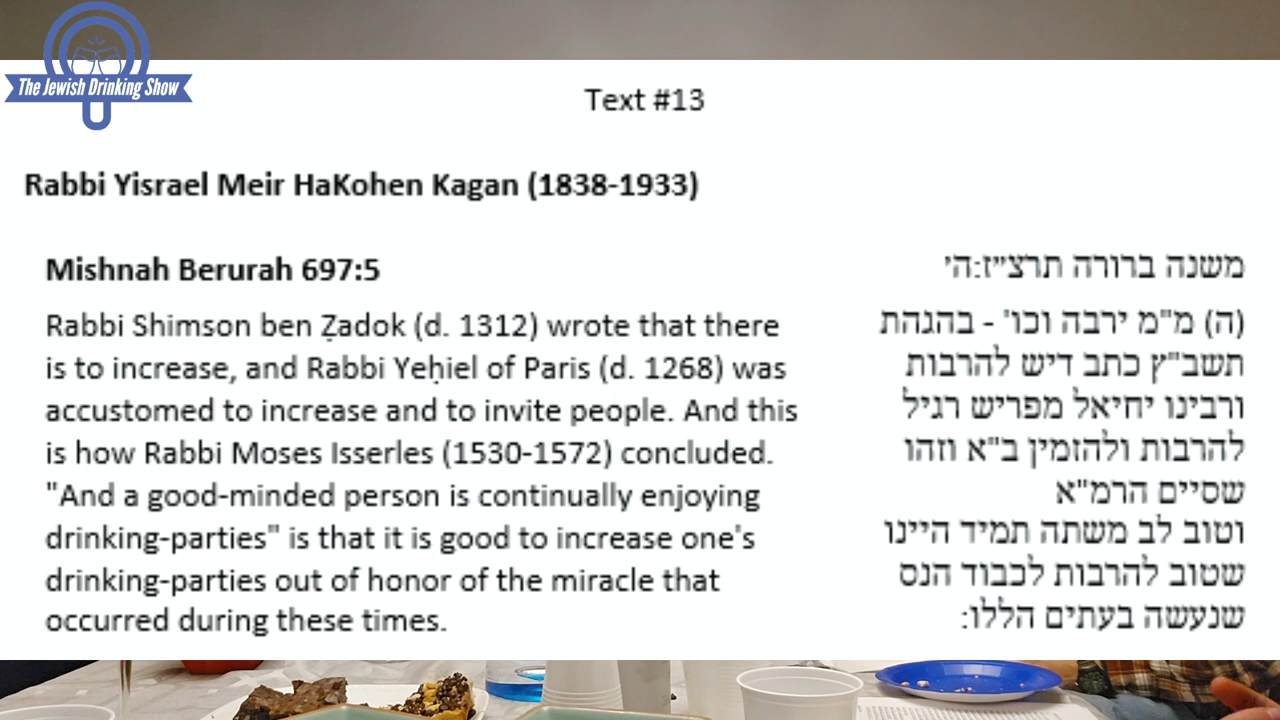 The Jewish Drinking Show
Text #13
Rabbi Yisrael Meir HaKohen Kagan (1838-1933)
Mishnah Berurah 697:5
Rabbi Shimson ben Ẓadok (d. 1312) wrote that there
is to increase, and Rabbi Yeḥiel of Paris (d. 1268) was
accustomed to increase and to invite people. And this
is how Rabbi Moses Isserles (1530-1572) concluded.
"And a good-minded person is continually enjoying
drinking-parties" is that it is good to increase one's
drinking-parties out of honor of the miracle that
occurred during these times.
משנה ברורה תרצ״ז:ה׳
(ה) מ"מ ירבה וכו' - בהגהת
תשב"ץ כתב דיש להרבות
ורבינו יחיאל מפריש רגיל
להרבות ולהזמין ב"א וזהו
שסיים הרמ"א
וטוב לב משתה תמיד היינו
שטוב להרבות לכבוד הנס
שנעשה בעתים הללו: